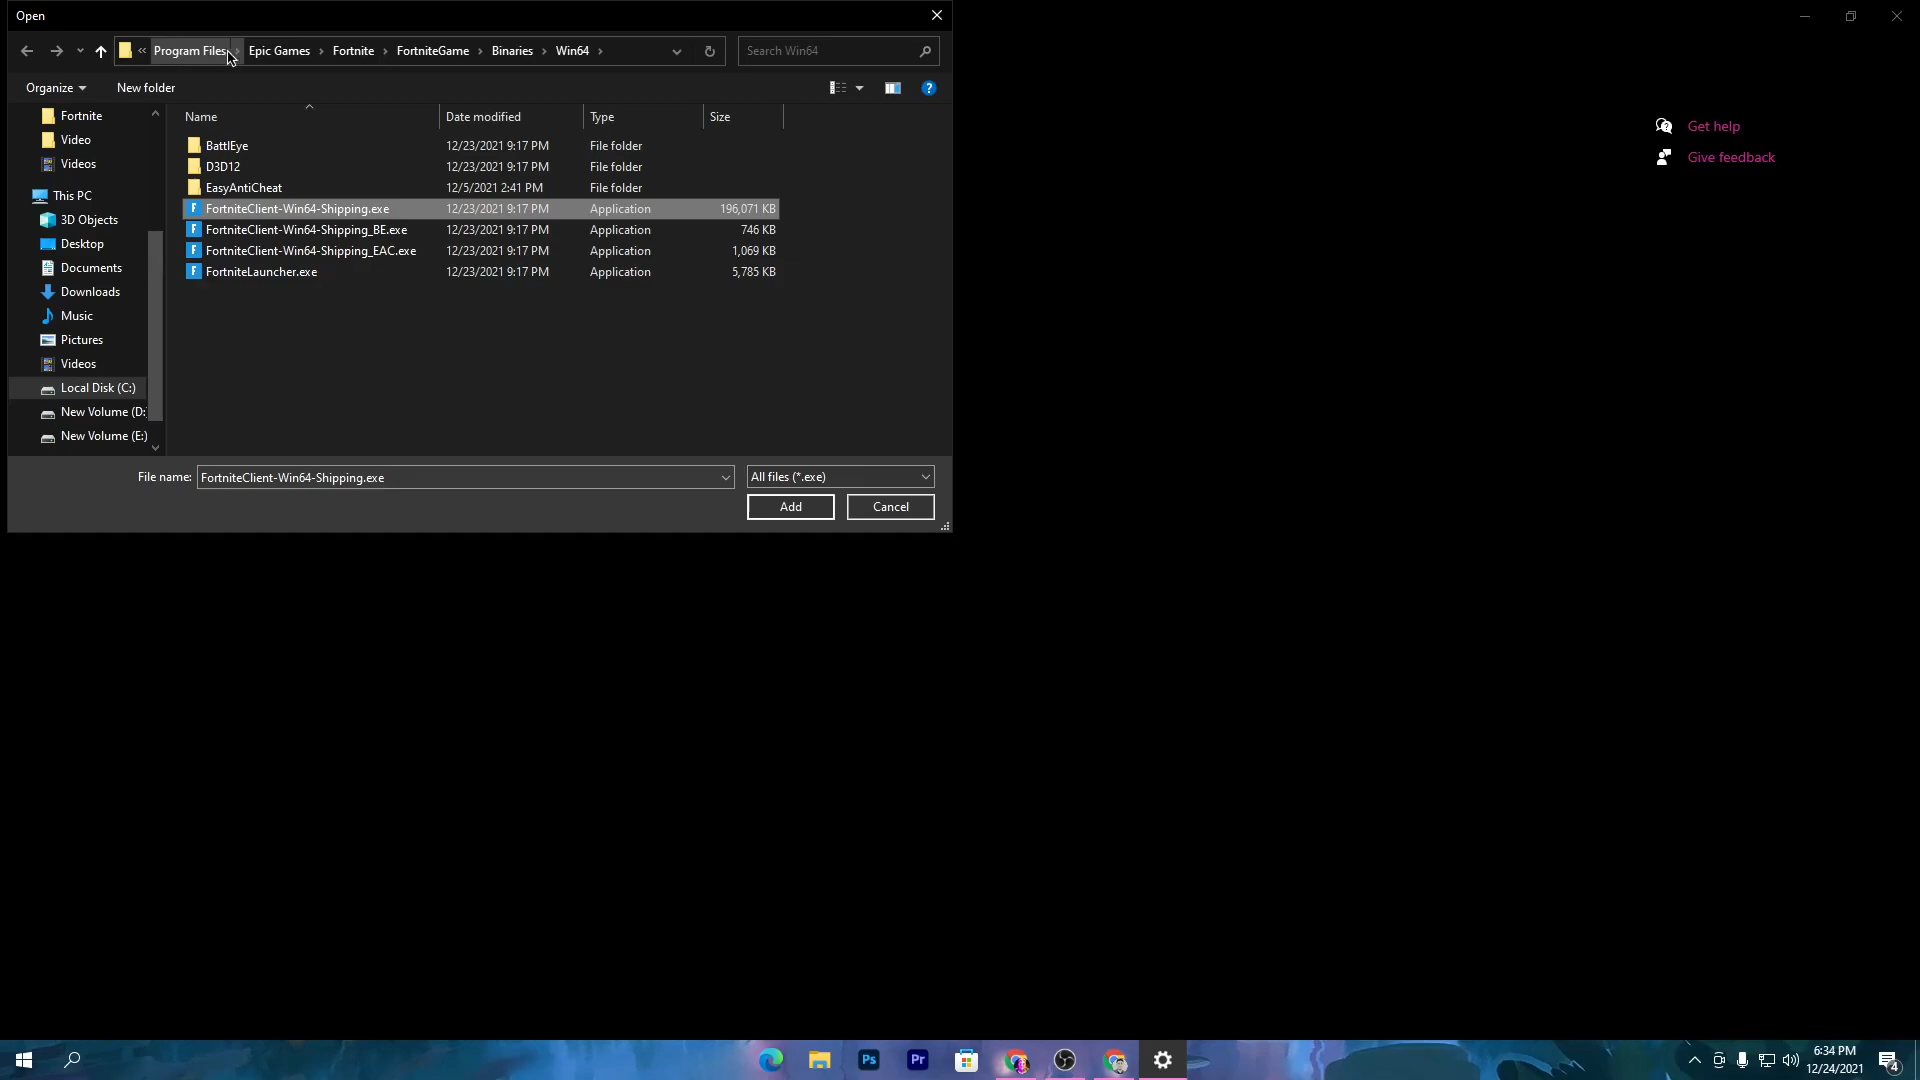 Open
« Program Files > Epic Games > Fortnite > FortniteGame > Binaries > Win64 >
Search Win64
Organize
New folder
?
Name Date modified Type Size
Fortnite
Video
Videos
This PC
3D Objects
Desktop
Documents
Downloads
Music
Pictures
Videos
Local Disk (C:)
New Volume (D:
New Volume (E:)
BattlEye 12/23/2021 9:17 PM File folder
D3D12 12/23/2021 9:17 PM File folder
EasyAntiCheat 12/5/2021 2:41 PM File folder
FortniteClient-Win64-Shipping.exe 12/23/2021 9:17 PM Application 196,071 KB
FortniteClient-Win64-Shipping_BE.exe 12/23/2021 9:17 PM Application 746 KB
FortniteClient-Win64-Shipping_EAC.exe 12/23/2021 9:17 PM Application 1,069 KB
FortniteLauncher.exe 12/23/2021 9:17 PM Application 5,785 KB
File name: FortniteClient-Win64-Shipping.exe
All files (*.exe)
Add
Cancel
Get help
Give feedback
Ps
Pr
6:34 PM
12/24/2021
4